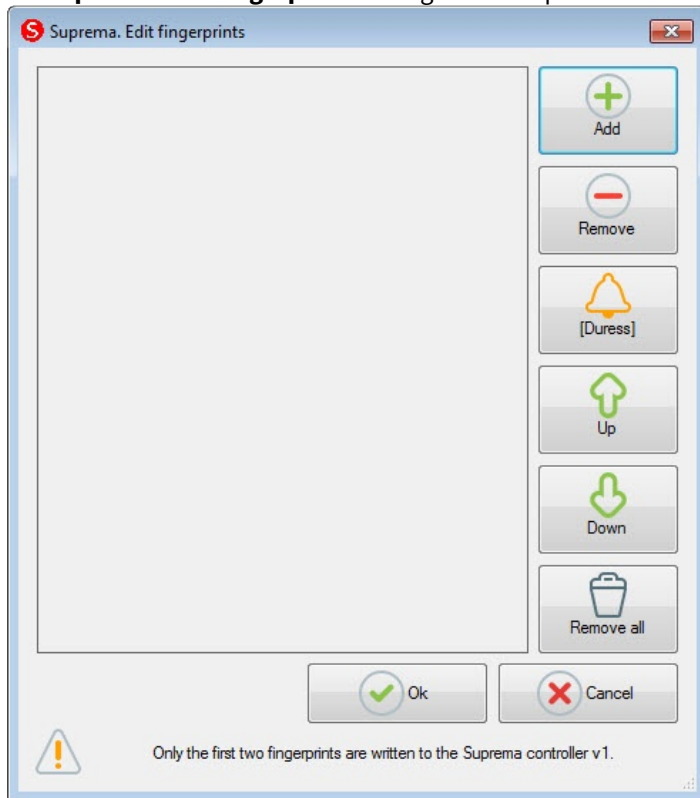 Suprema. Edit fingerprints
Add
Remove
[Duress]
Up
Down
Remove all
Ok
Cancel
Only the first two fingerprints are written to the Suprema controller v1.